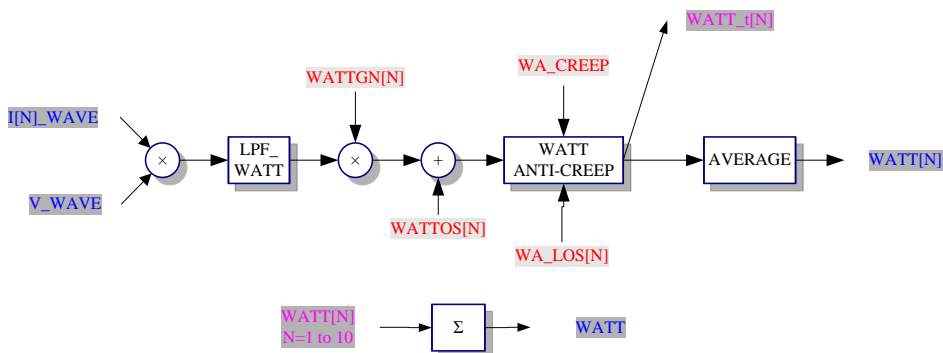 WATT_t[N]
WA_CREEP
WATTGN[N]
I[N]_WAVE
×
LPF_
WATT
×
+
WATT
ANTI-CREEP
AVERAGE
WATT[N]
V_WAVE
WATTOS[N]
WA_LOS[N]
WATT[N]
N=1 to 10
Σ
WATT